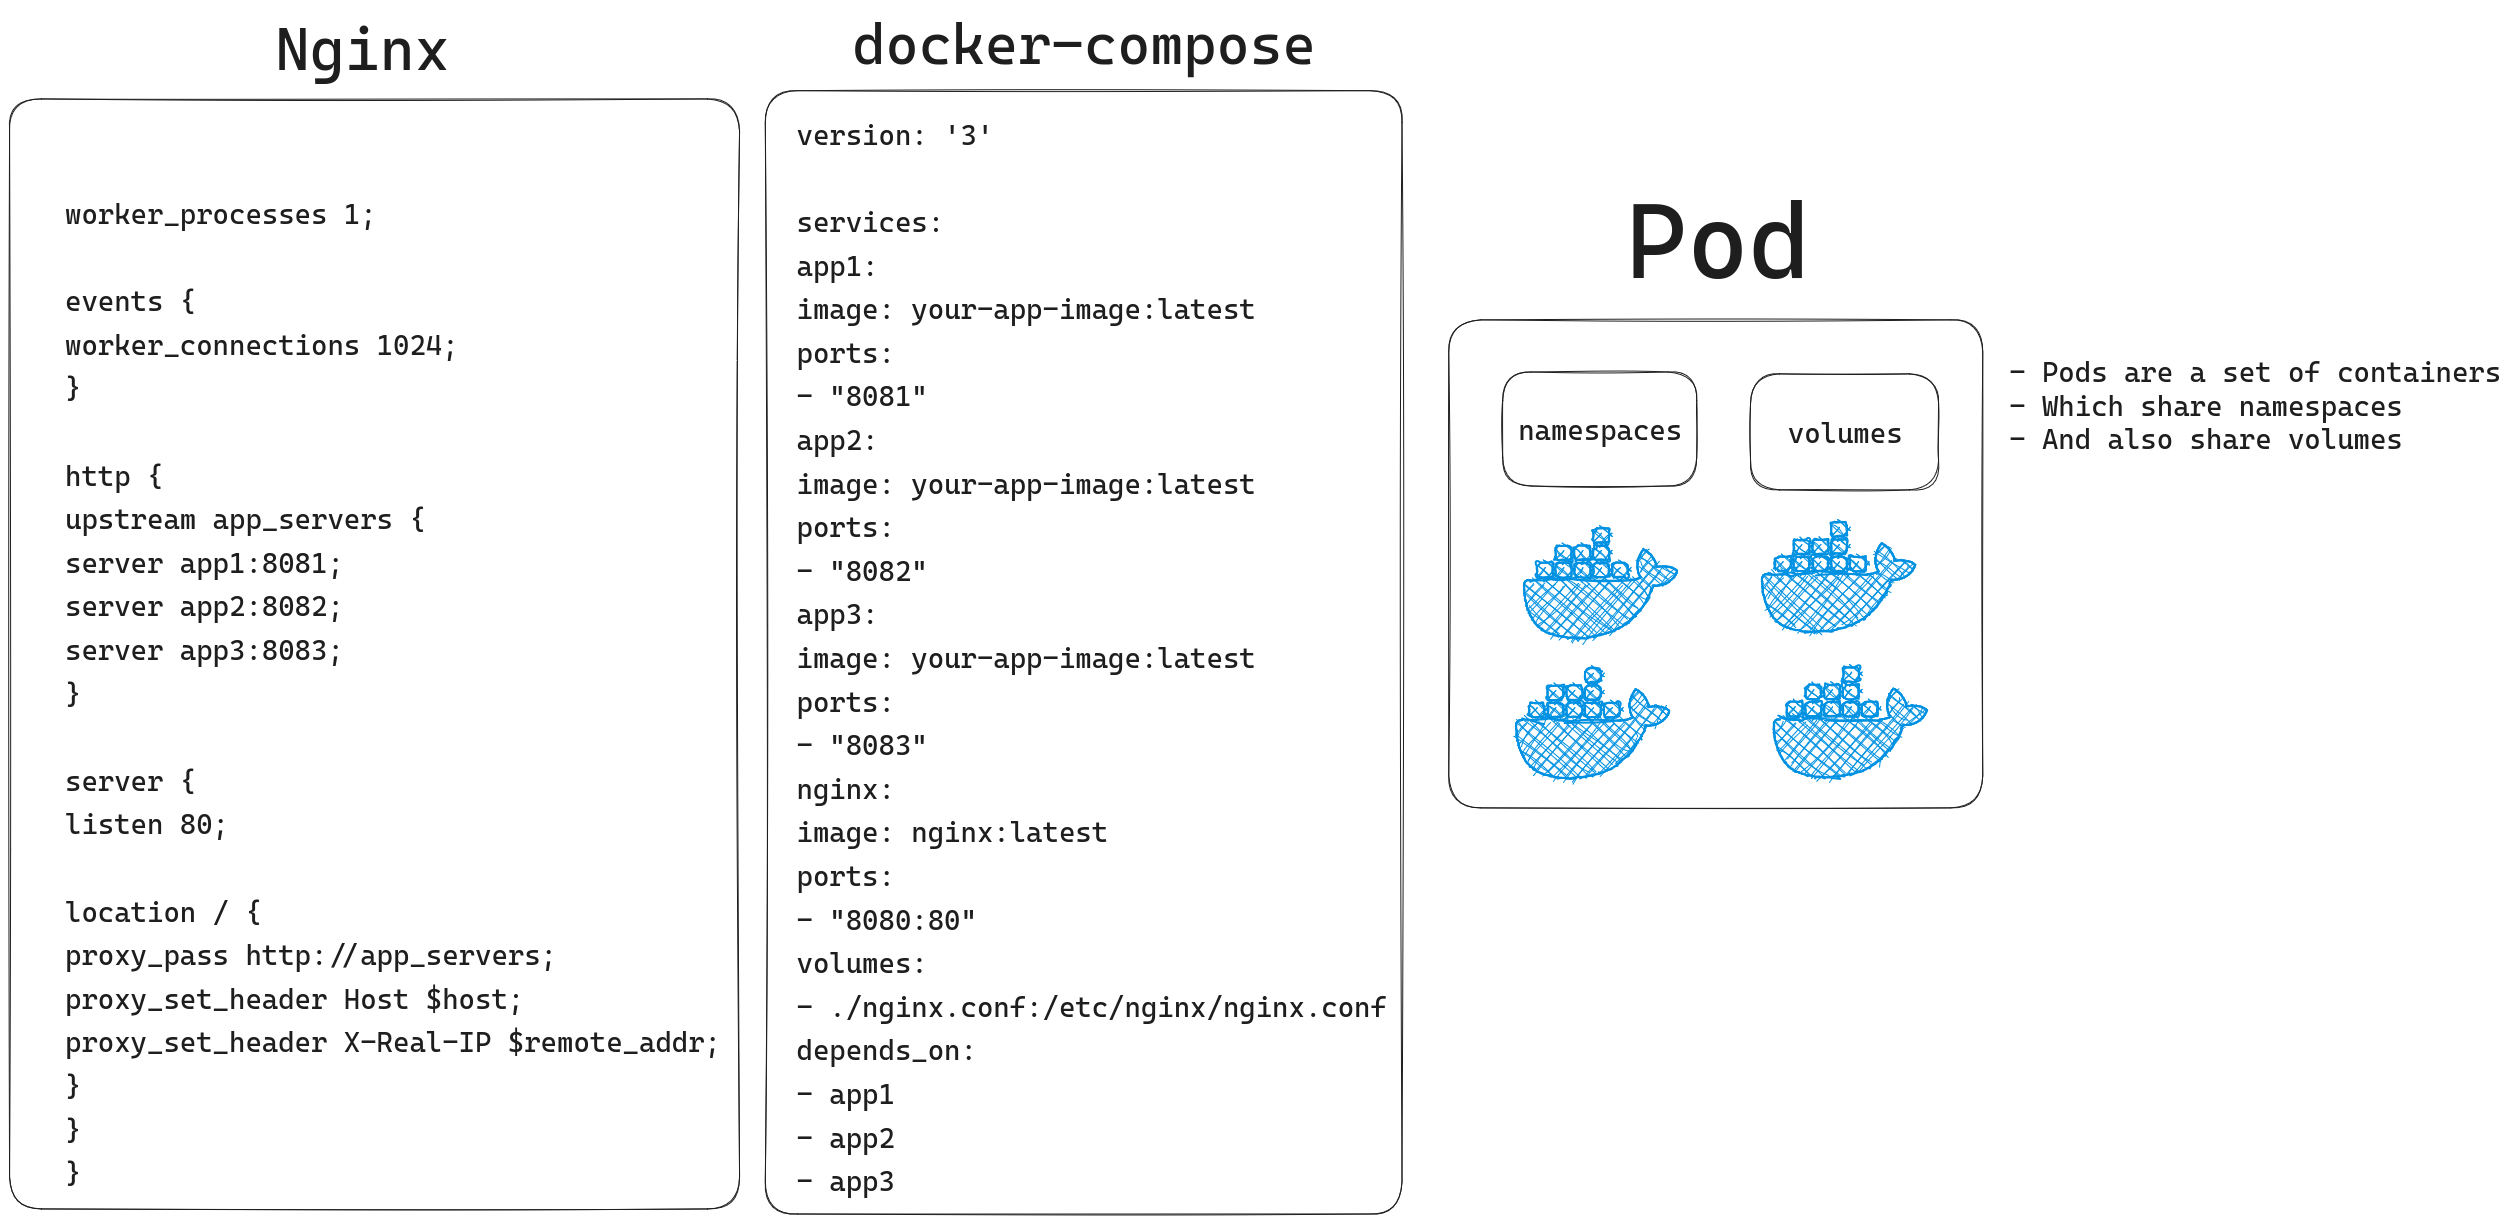 Nginx
worker_processes 1;
events {
worker_connections 1024;
}
http {
upstream app_servers {
server app1:8081;
server app2:8082;
server app3:8083;
}
server {
listen 80;
location / {
proxy_pass http://app_servers;
proxy_set_header Host $host;
proxy_set_header X-Real-IP $remote_addr;
}
}
}
docker-compose
version: '3'
services:
app1:
image: your-app-image:latest
ports:
- "8081"
app2:
image: your-app-image:latest
ports:
- "8082"
app3:
image: your-app-image:latest
ports:
- "8083"
nginx:
image: nginx:latest
ports:
- "8080:80"
volumes:
- ./nginx.conf:/etc/nginx/nginx.conf
depends_on:
- app1
- app2
- app3
Pod
namespaces
volumes
- Pods are a set of containers
- Which share namespaces
- And also share volumes